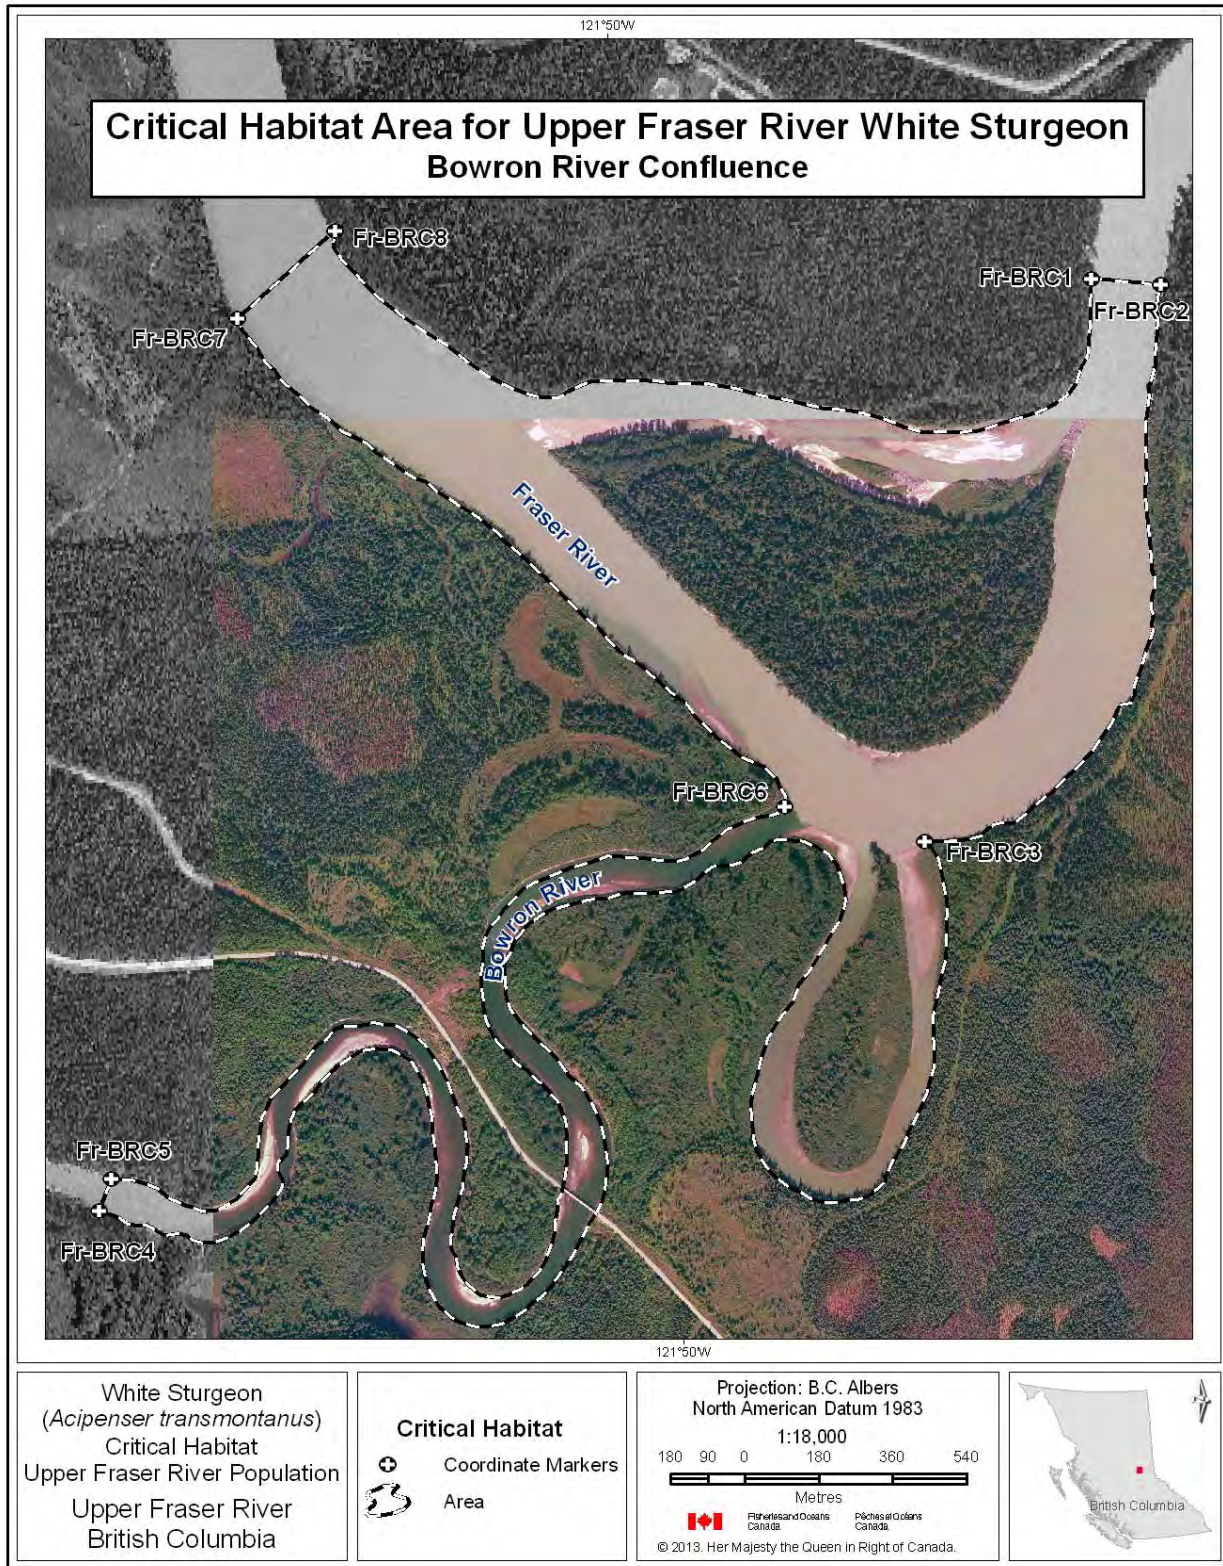 121°50'W
Critical Habitat Area for Upper Fraser River White Sturgeon
Bowron River Confluence
Fr-BRC8
Fr-BRC1
Fr-BRC2
Fr-BRC7
Fraser River
Fr-BRC6
Fr-BRC3
Bowron River
Fr-BRC5
Fr-BRC4
121°50'W
White Sturgeon
(Acipenser transmontanus)
Critical Habitat
Upper Fraser River Population
Upper Fraser River
British Columbia
Critical Habitat
Coordinate Markers
Area
Projection: B.C. Albers
North American Datum 1983
1:18,000
180 90 0 180 360 540
Metres
Fisheries and Oceans
Canada
Pêches et Océans
Canada
© 2013. Her Majesty the Queen in Right of Canada.
British Columbia